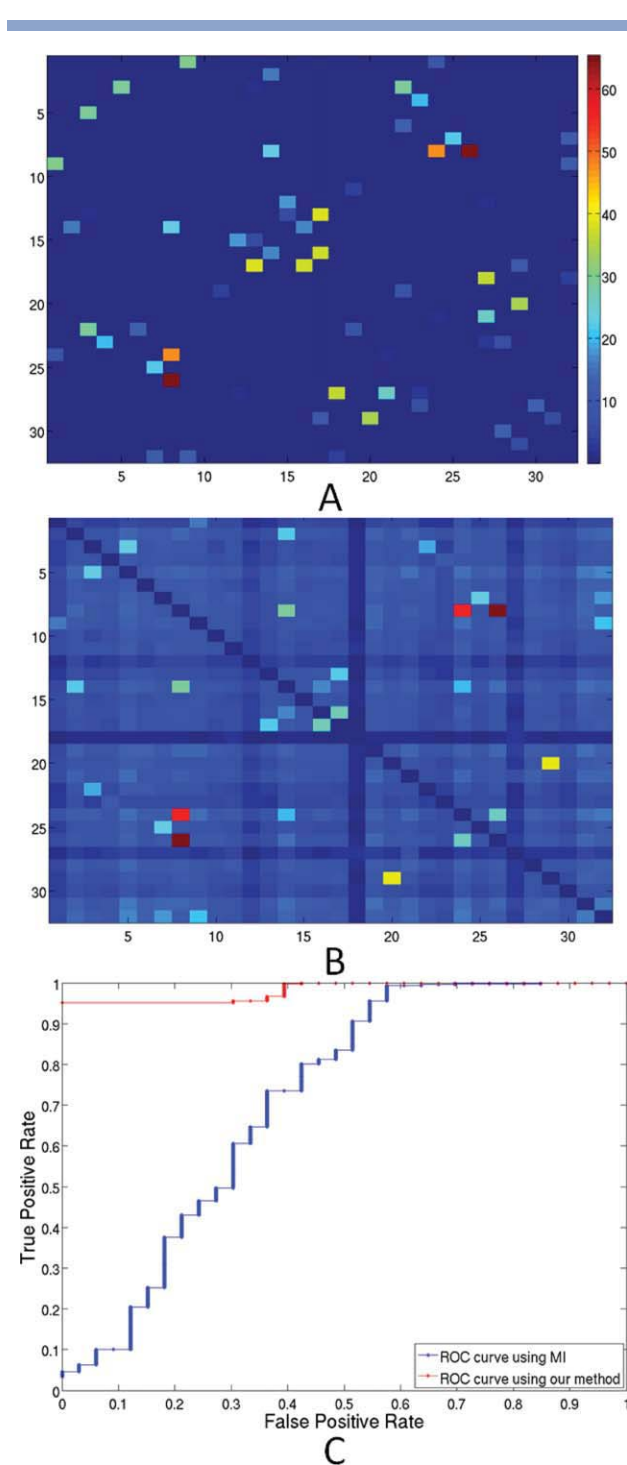 5
10
15
20
25
30
5 10 15 20 25 30
60
50
40
30
20
10
A
5
10
15
20
25
30
5 10 15 20 25 30
B
1
0.9
0.8
0.7
0.6
0.5
0.4
0.3
0.2
0.1
0
True Positive Rate
ROC curve using MI
ROC curve using our method
0 0.1 0.2 0.3 0.4 0.5 0.6 0.7 0.8 0.9 1
False Positive Rate
C